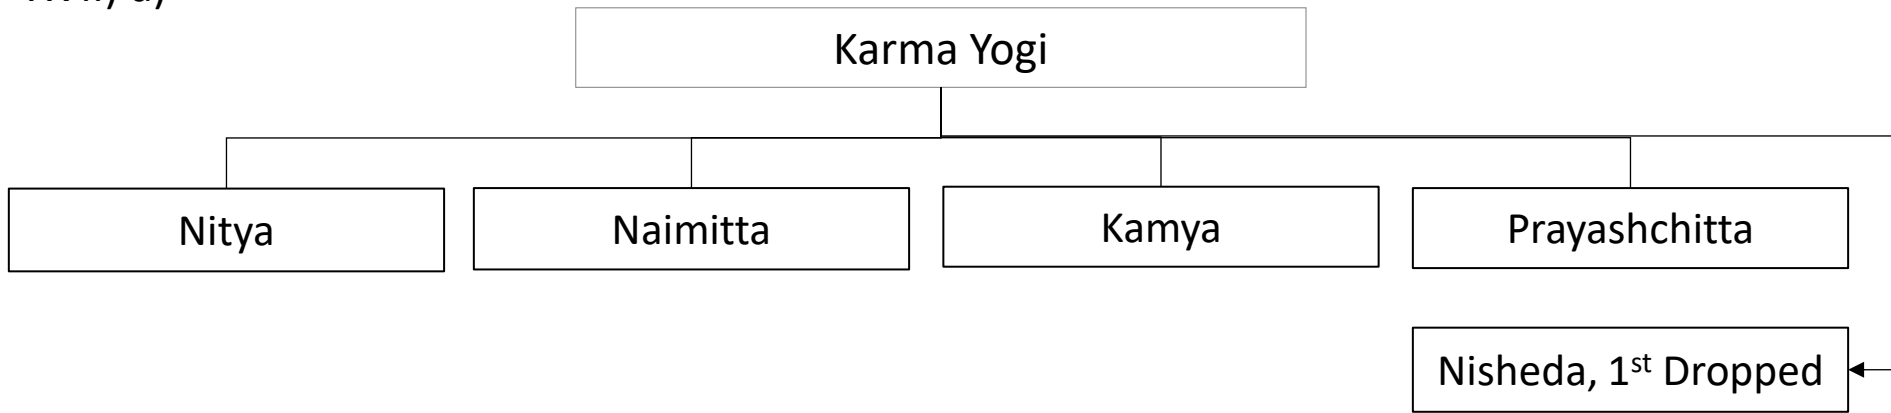 Karma Yogi
Nitya
Naimitta
Kamya
Prayashchitta
Nisheda, 1st Dropped